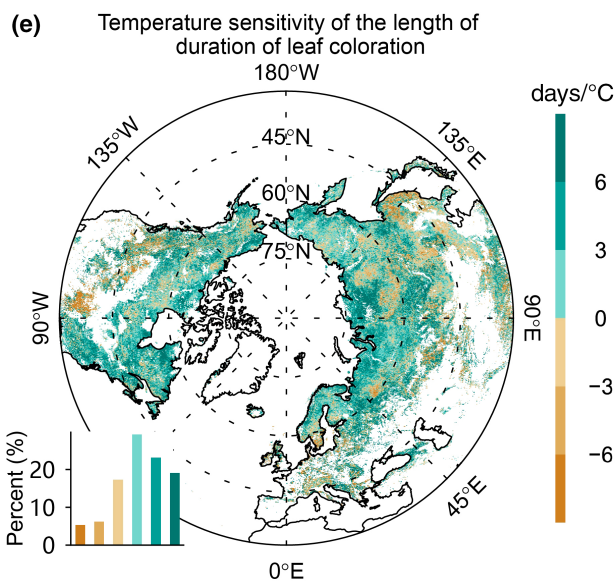 (e)
Temperature sensitivity of the length of
duration of leaf coloration
180°W
days/°C
135°W
45°N
135°E
60°N
6
75°N
3
90°W
0
90°E
−3
−6
Percent (%)
20
10
0
45°E
0°E